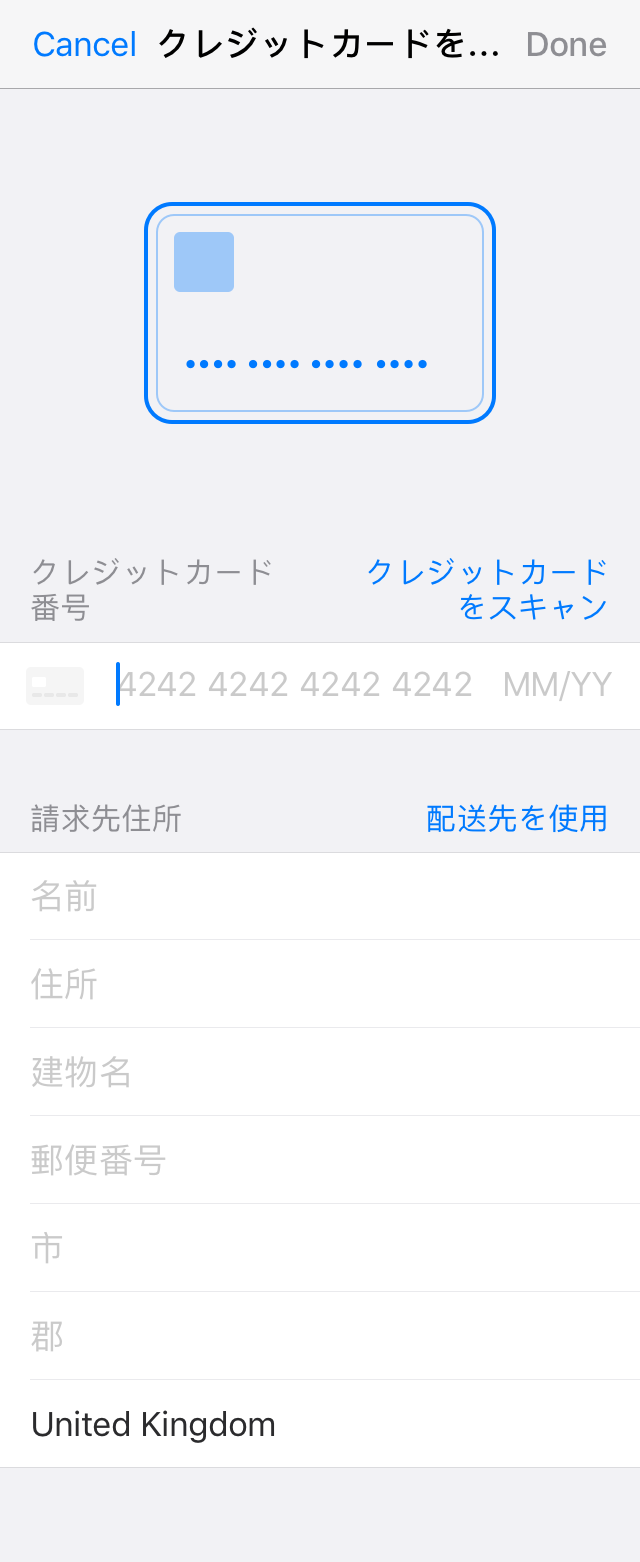 Cancel クレジットカードを... Done
クレジットカード
番号
クレジットカード
をスキャン
4242 4242 4242 4242 MM/YY
請求先住所 配送先を使用
名前
住所
建物名
郵便番号
市
郡
United Kingdom